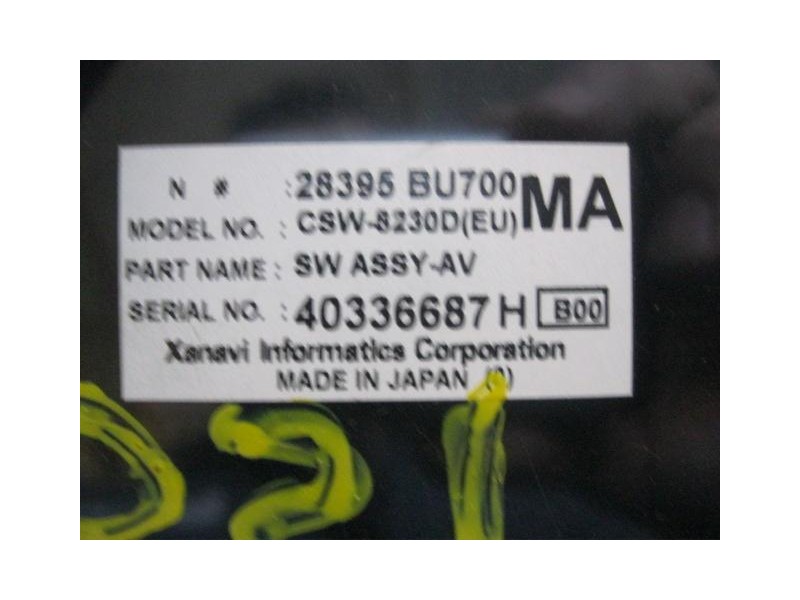 N # : 28395 BU700 MA
MODEL NO. : CSW-8230D(EU)
PART NAME : SW ASSY-AV
SERIAL NO. : 40336687 H B00
Xanavi Informatics Corporation
MADE IN JAPAN